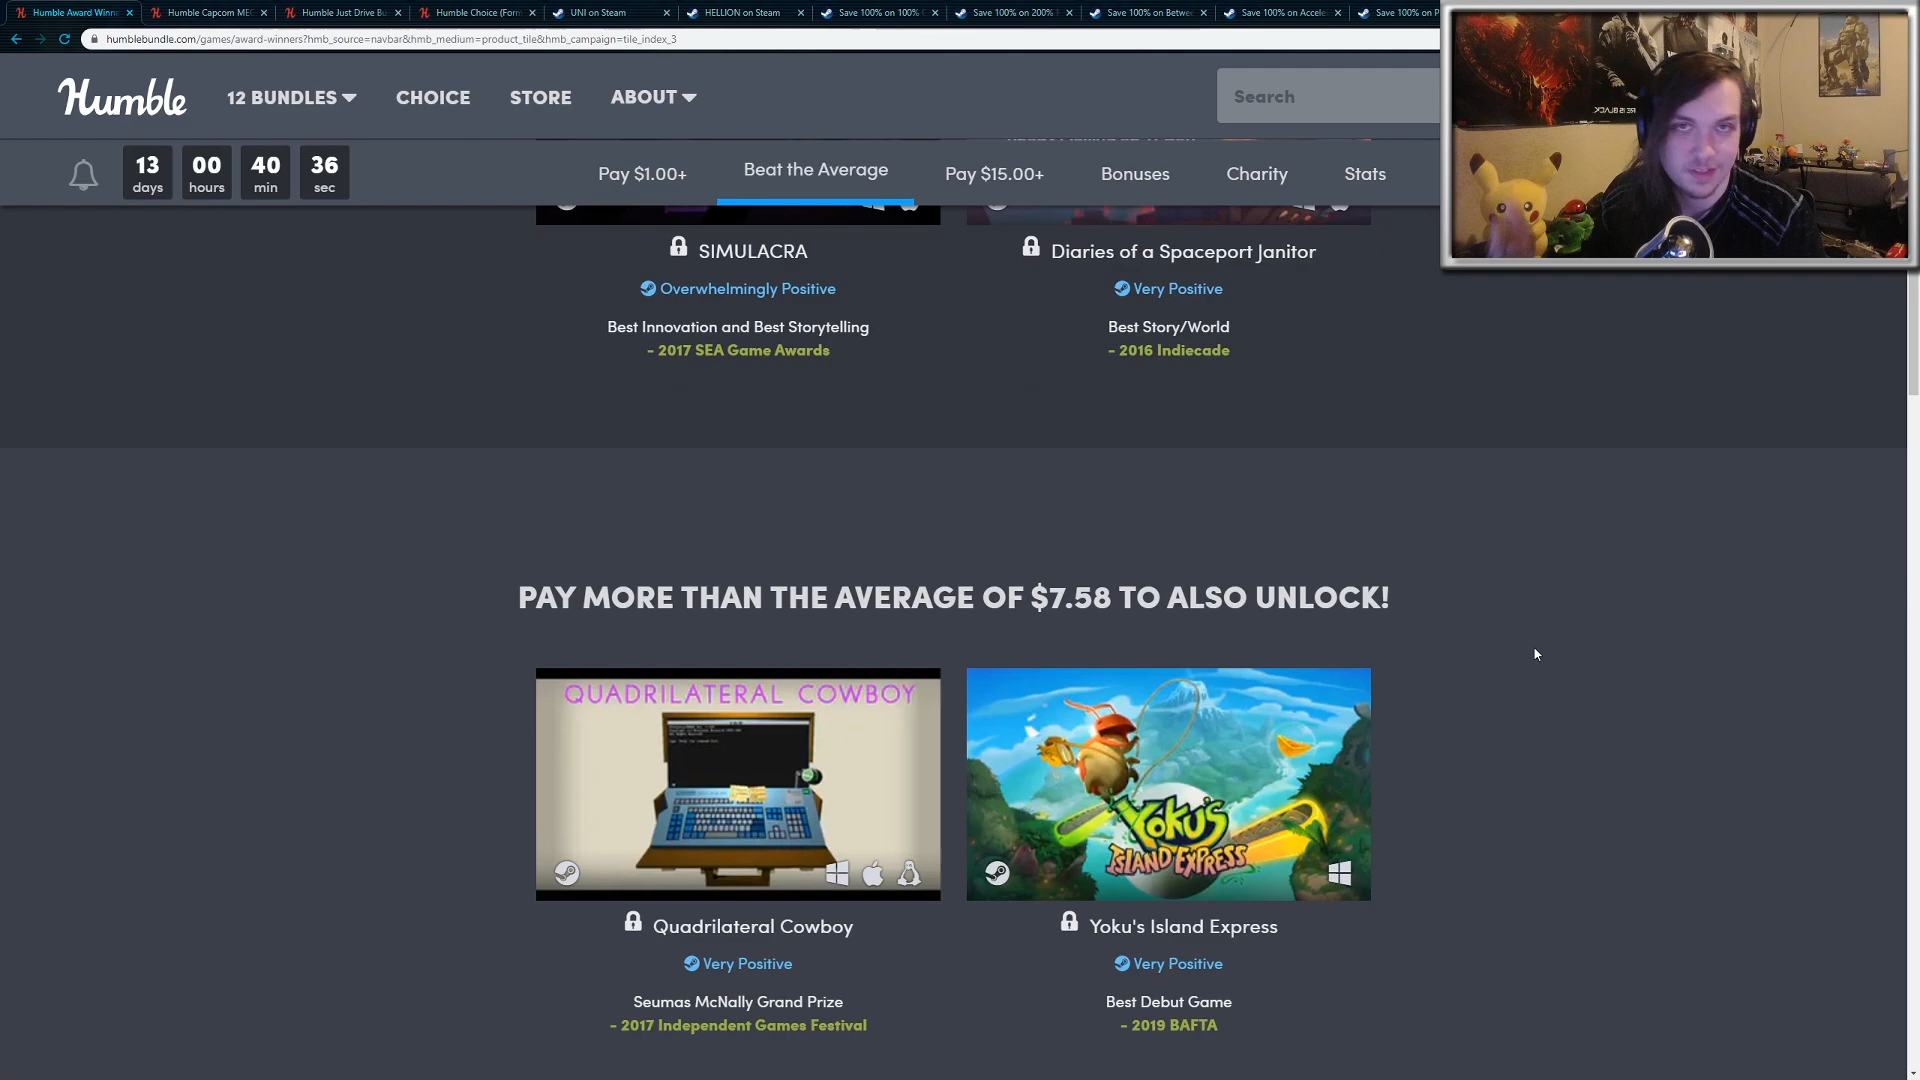 Humble Award Winne
Humble Capcom ME
Humble Just Drive Bu
Humble Choice (Form
UNI on Steam
HELLION on Steam
Save 100% on 100%
Save 100% on 200%
Save 100% on Betwee
Save 100% on Accele
Save 100% on P
humblebundle.com/games/award-winners?hmb_source=navbar&hmb_medium=product_tile&hmb_campaign=tile_index_3
Humble
12 BUNDLES
CHOICE
STORE
ABOUT
Search
13 days
00 hours
40 min
36 sec
Pay $1.00+
Beat the Average
Pay $15.00+
Bonuses
Charity
Stats
SIMULACRA
Overwhelmingly Positive
Best Innovation and Best Storytelling
- 2017 SEA Game Awards
Diaries of a Spaceport Janitor
Very Positive
Best Story/World
- 2016 Indiecade
PAY MORE THAN THE AVERAGE OF $7.58 TO ALSO UNLOCK!
QUADRILATERAL COWBOY
YOKU'S
ISLAND EXPRESS
Quadrilateral Cowboy
Very Positive
Seumas McNally Grand Prize
- 2017 Independent Games Festival
Yoku's Island Express
Very Positive
Best Debut Game
- 2019 BAFTA